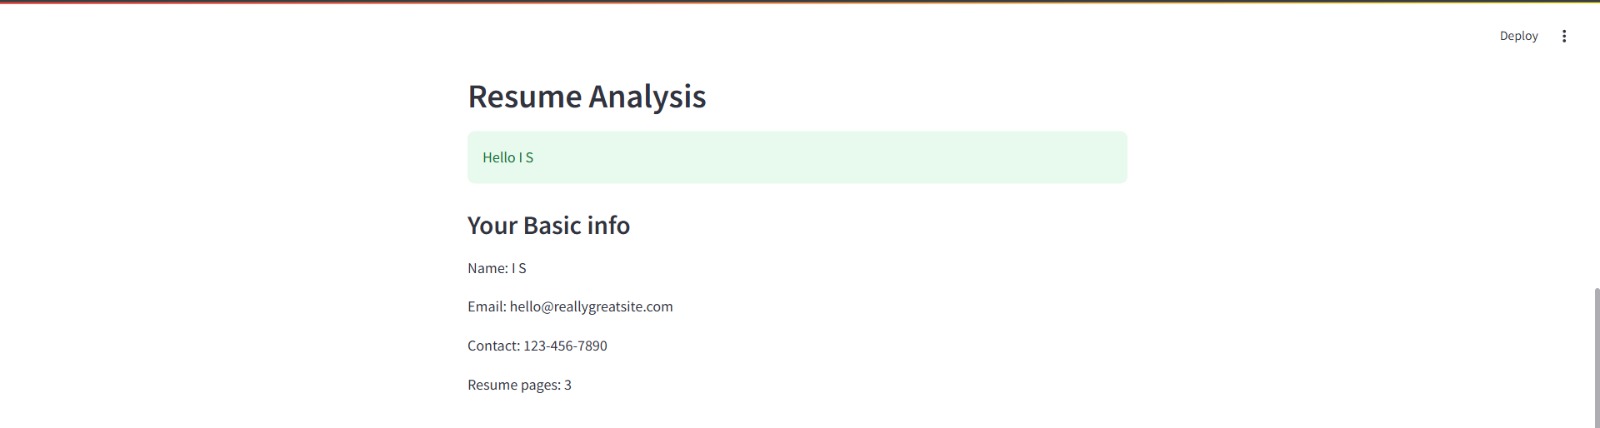 Deploy
Resume Analysis
Hello I S
Your Basic info
Name: I S
Email: hello@reallygreatsite.com
Contact: 123-456-7890
Resume pages: 3